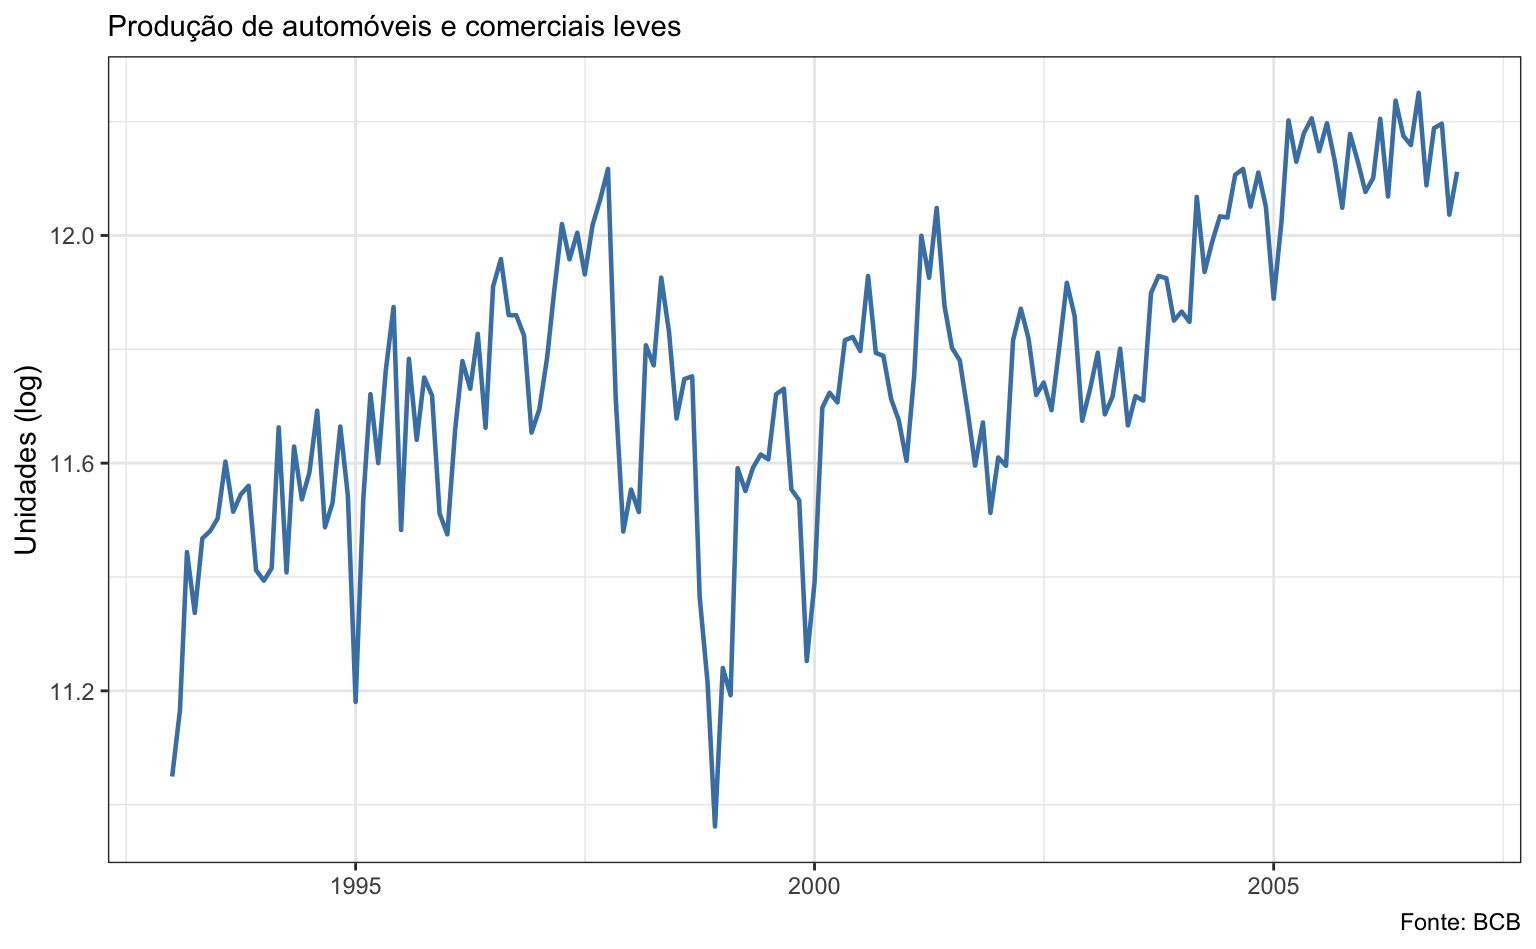 Produção de automóveis e comerciais leves
Unidades (log)
12.0
11.6
11.2
1995
2000
2005
Fonte: BCB